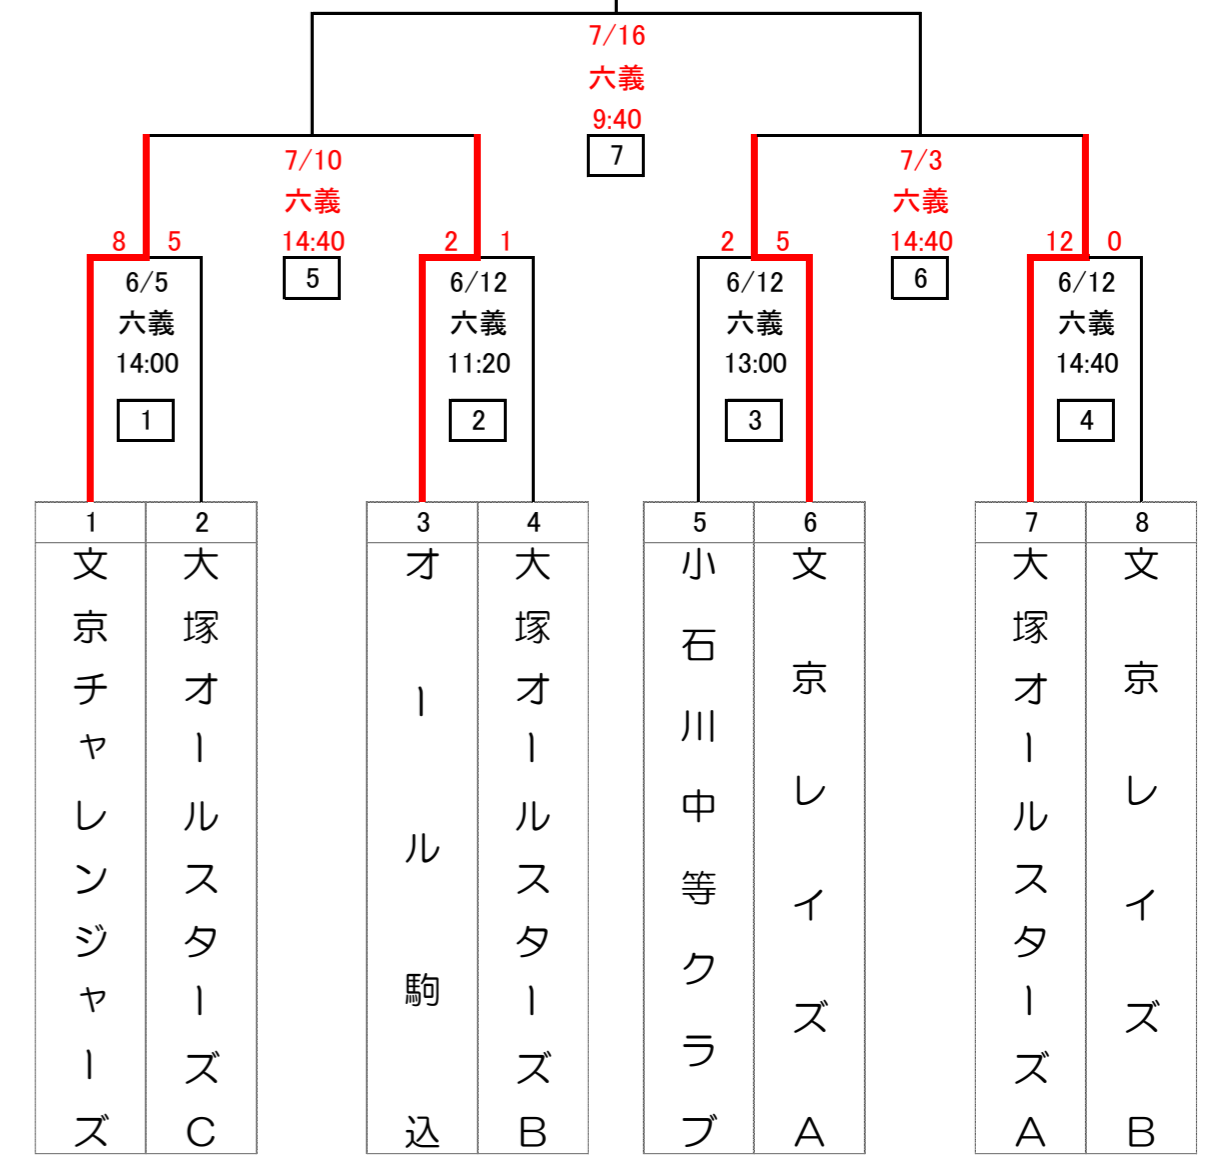 7/16
六義
9:40
7
7/10
六義
14:40
5
7/3
六義
14:40
6
8 5
6/5
六義
14:00
1
2 1
6/12
六義
11:20
2
2 5
6/12
六義
13:00
3
12 0
6/12
六義
14:40
4
1
文京チャレンジャーズ
2
大塚オールスターズC
3
オール駒込
4
大塚オールスターズB
5
小石川中等クラブ
6
文京レイズA
7
大塚オールスターズA
8
文京レイズB